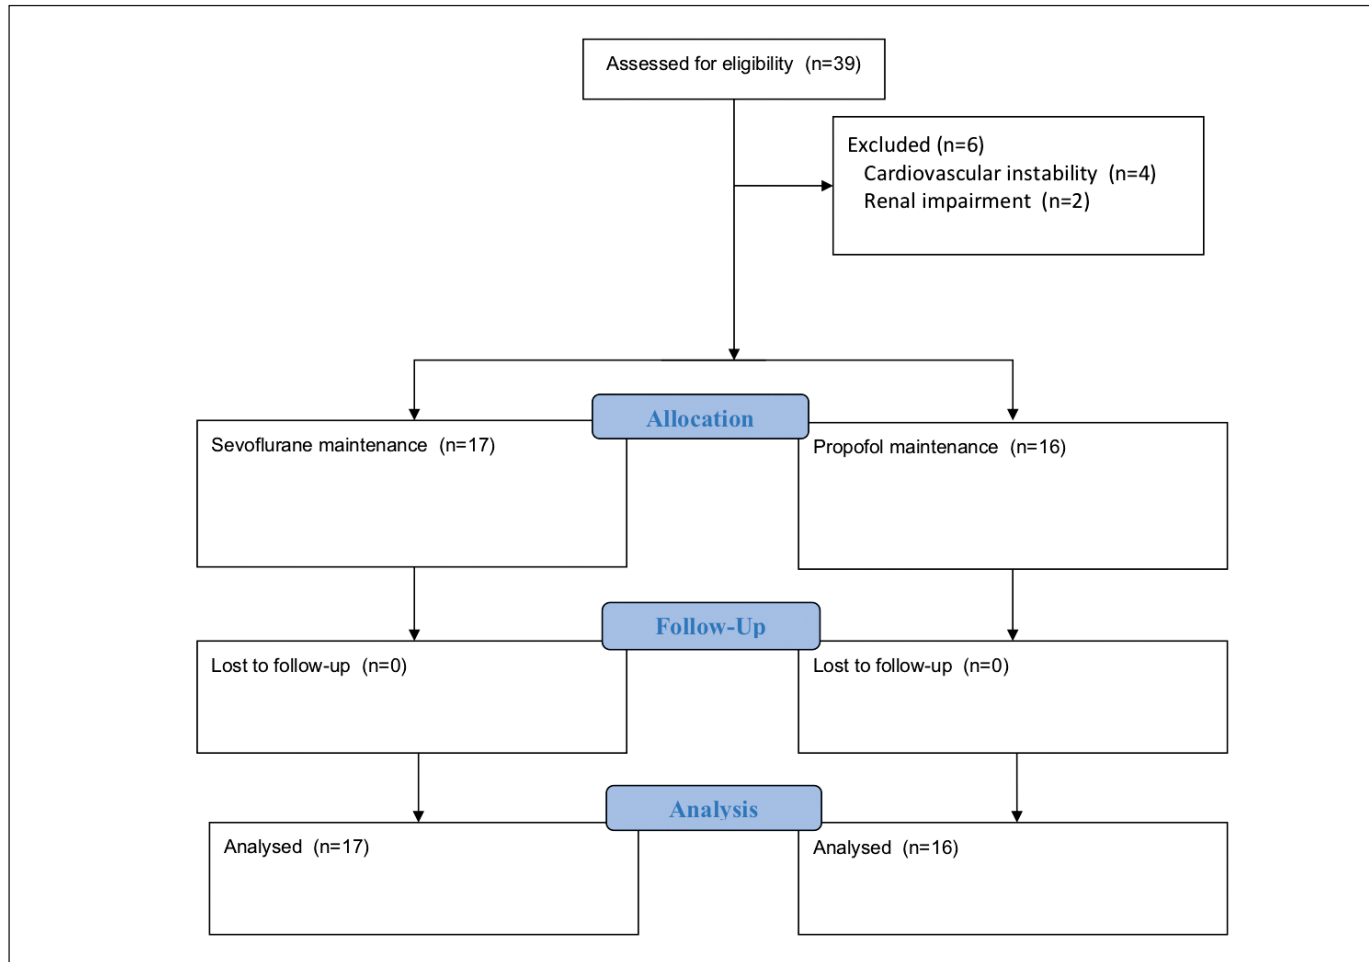 Assessed for eligibility (n=39)
Excluded (n=6)
Cardiovascular instability (n=4)
Renal impairment (n=2)
Allocation
Sevoflurane maintenance (n=17)
Propofol maintenance (n=16)
Follow-Up
Lost to follow-up (n=0)
Lost to follow-up (n=0)
Analysis
Analysed (n=17)
Analysed (n=16)